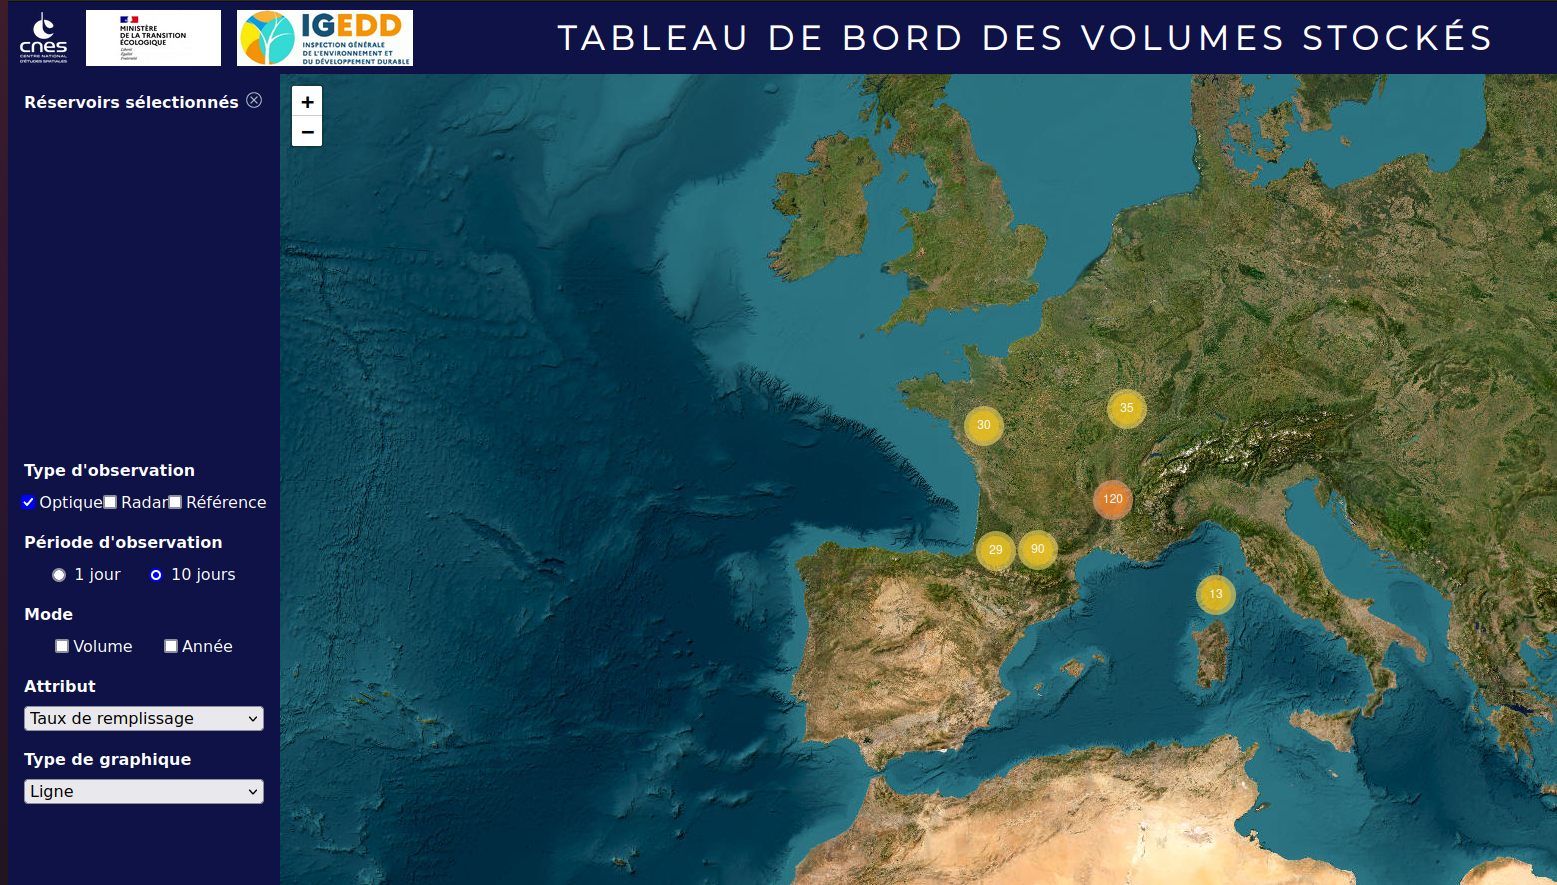 cnes
CENTRE NATIONAL
D'ÉTUDES SPATIALES
MINISTÈRE
DE LA TRANSITION
ÉCOLOGIQUE
Liberté
Égalité
Fraternité
IGEDD
INSPECTION GÉNÉRALE
DE L'ENVIRONNEMENT ET
DU DÉVELOPPEMENT DURABLE
TABLEAU DE BORD DES VOLUMES STOCKÉS
Réservoirs sélectionnés
+
−
35
30
120
29
90
13
Type d'observation
Optique Radar Référence
Période d'observation
1 jour 10 jours
Mode
Volume Année
Attribut
Taux de remplissage
Type de graphique
Ligne